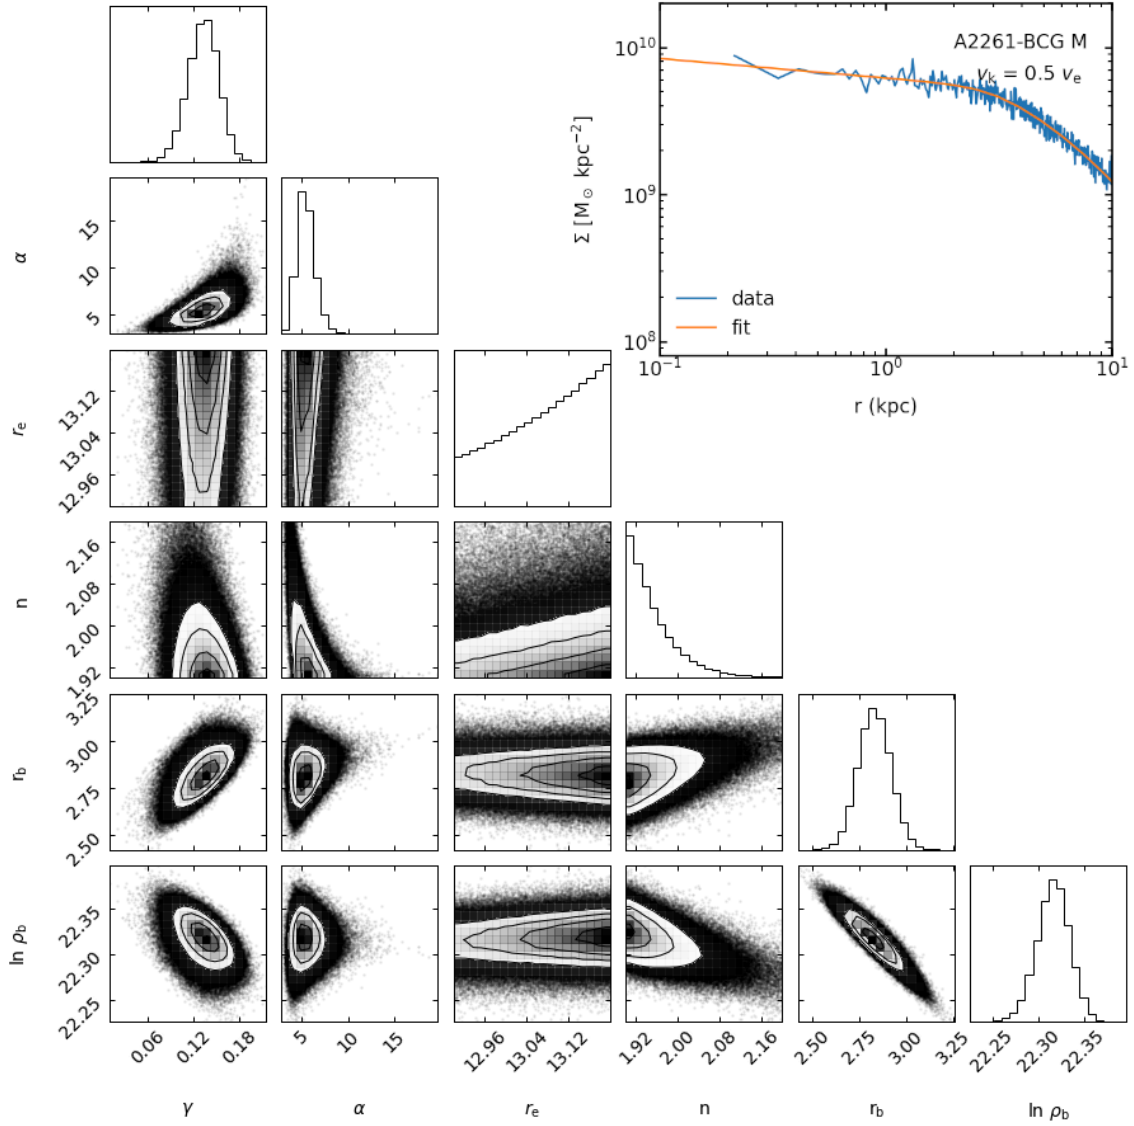 A2261-BCG M
v_k = 0.5 v_e
10^10
10^9
10^8
Σ [M_⊙ kpc^−2]
data
fit
10^−1 10^0 10^1
r (kpc)
α
15
10
5
r_e
13.12
13.04
12.96
n
2.16
2.08
2.00
1.92
r_b
3.25
3.00
2.75
2.50
ln ρ_b
22.35
22.30
22.25
0.06 0.12 0.18 5 10 15 12.96 13.04 13.12 1.92 2.00 2.08 2.16 2.50 2.75 3.00 3.25 22.25 22.30 22.35
γ α r_e n r_b ln ρ_b